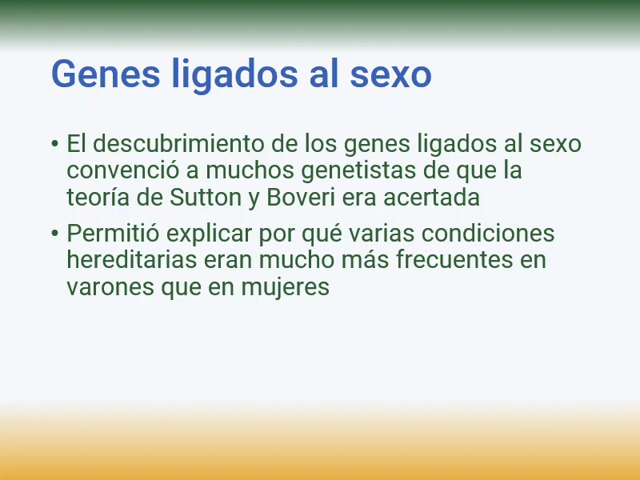 Genes ligados al sexo
• El descubrimiento de los genes ligados al sexo
convenció a muchos genetistas de que la
teoría de Sutton y Boveri era acertada
• Permitió explicar por qué varias condiciones
hereditarias eran mucho más frecuentes en
varones que en mujeres